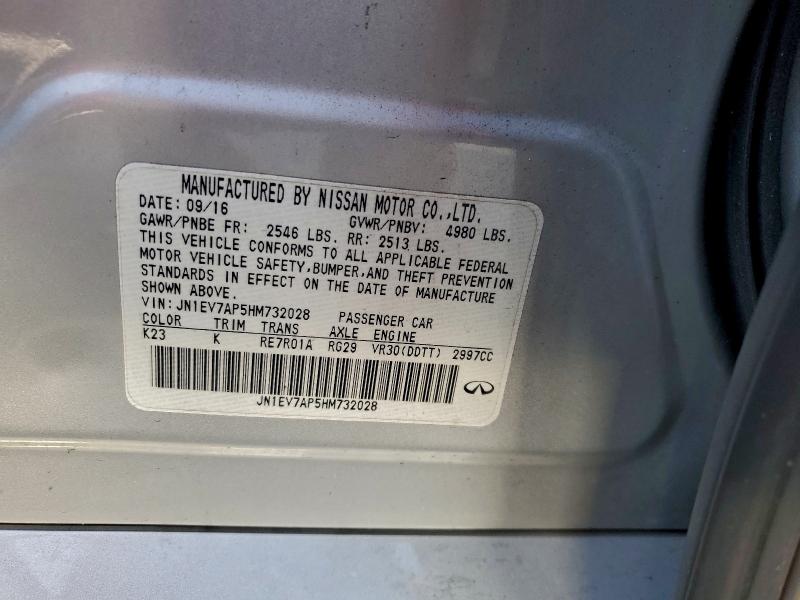 MANUFACTURED BY NISSAN MOTOR CO.,LTD.
DATE: 09/16 GVWR/PNBV: 4980 LBS.
GAWR/PNBE FR: 2546 LBS. RR: 2513 LBS.
THIS VEHICLE CONFORMS TO ALL APPLICABLE FEDERAL
MOTOR VEHICLE SAFETY,BUMPER,AND THEFT PREVENTION
STANDARDS IN EFFECT ON THE DATE OF MANUFACTURE
SHOWN ABOVE.
VIN: JN1EV7AP5HM732028 PASSENGER CAR
COLOR TRIM TRANS AXLE ENGINE
K23 K RE7R01A RG29 VR30(DDTT) 2997CC
JN1EV7AP5HM732028